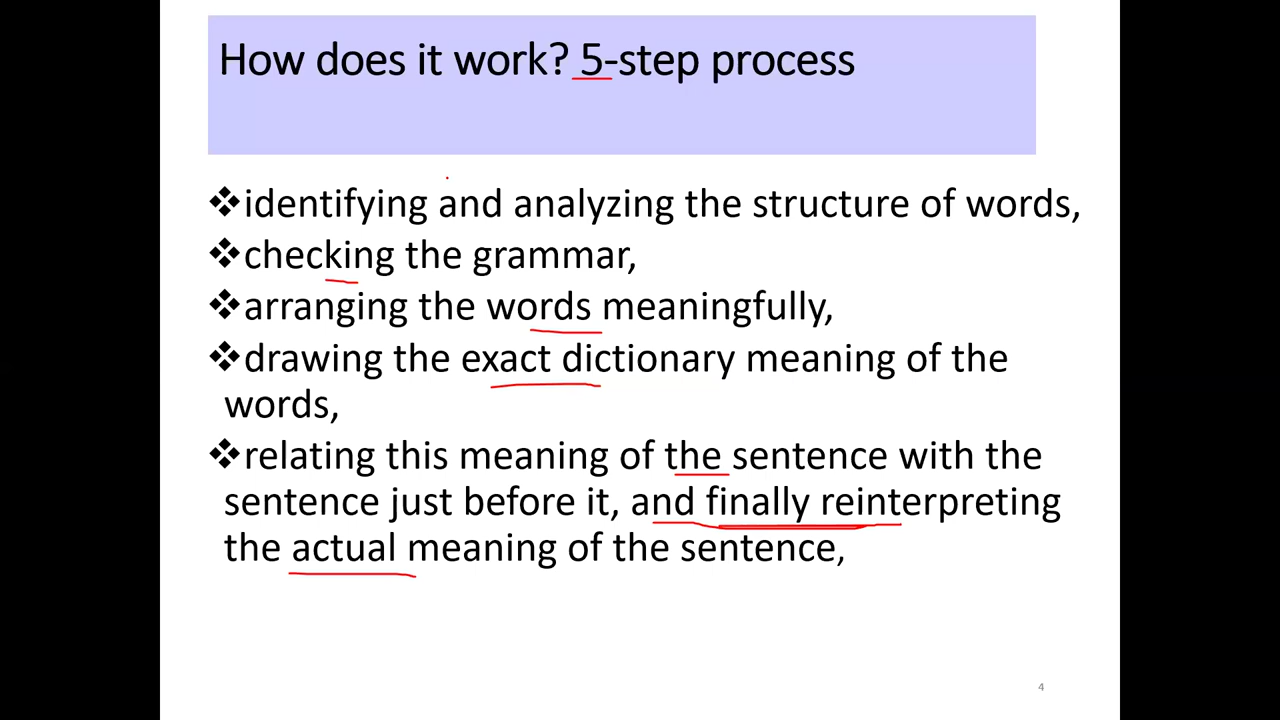 How does it work? 5-step process
❖identifying and analyzing the structure of words,
❖checking the grammar,
❖arranging the words meaningfully,
❖drawing the exact dictionary meaning of the
words,
❖relating this meaning of the sentence with the
sentence just before it, and finally reinterpreting
the actual meaning of the sentence,
4